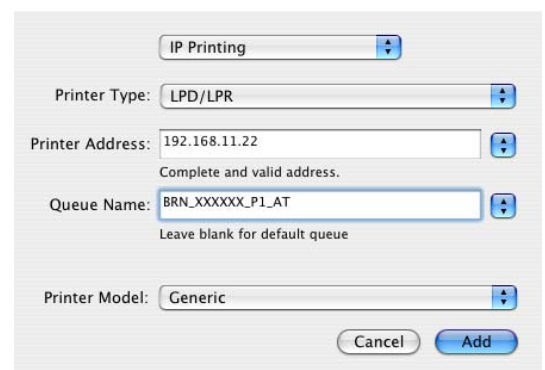 IP Printing
Printer Type: LPD/LPR
Printer Address: 192.168.11.22
Complete and valid address.
Queue Name: BRN_XXXXXX_P1_AT
Leave blank for default queue
Printer Model: Generic
Cancel Add